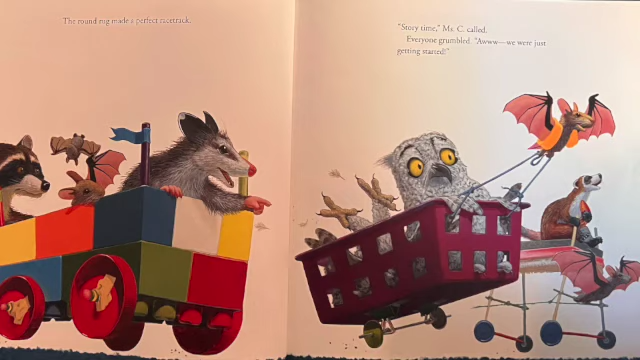 The round rug made a perfect racetrack.
"Story time," Ms. C. called.
Everyone grumbled. "Awww—we were just
getting started!"